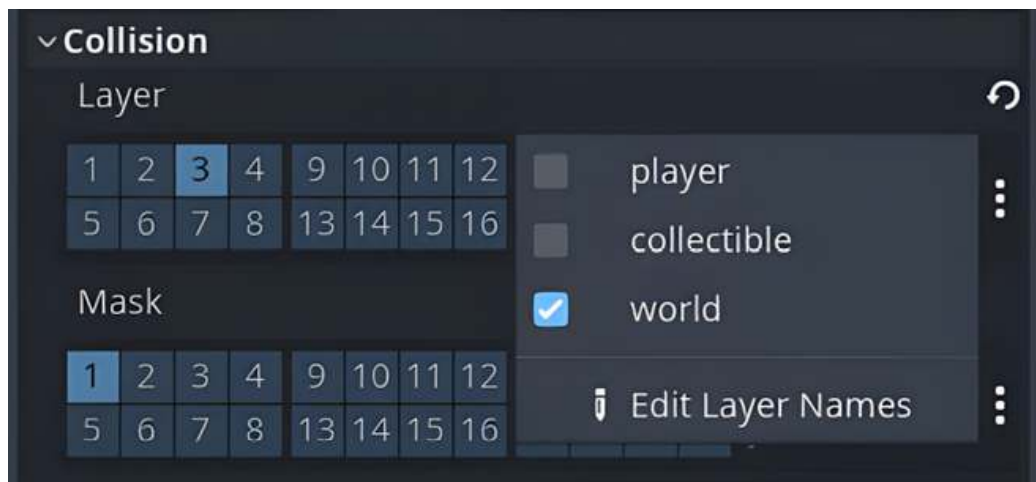 Collision
Layer
1 2 3 4 9 10 11 12
5 6 7 8 13 14 15 16
player
collectible
world
Edit Layer Names
Mask
1 2 3 4 9 10 11 12
5 6 7 8 13 14 15 16